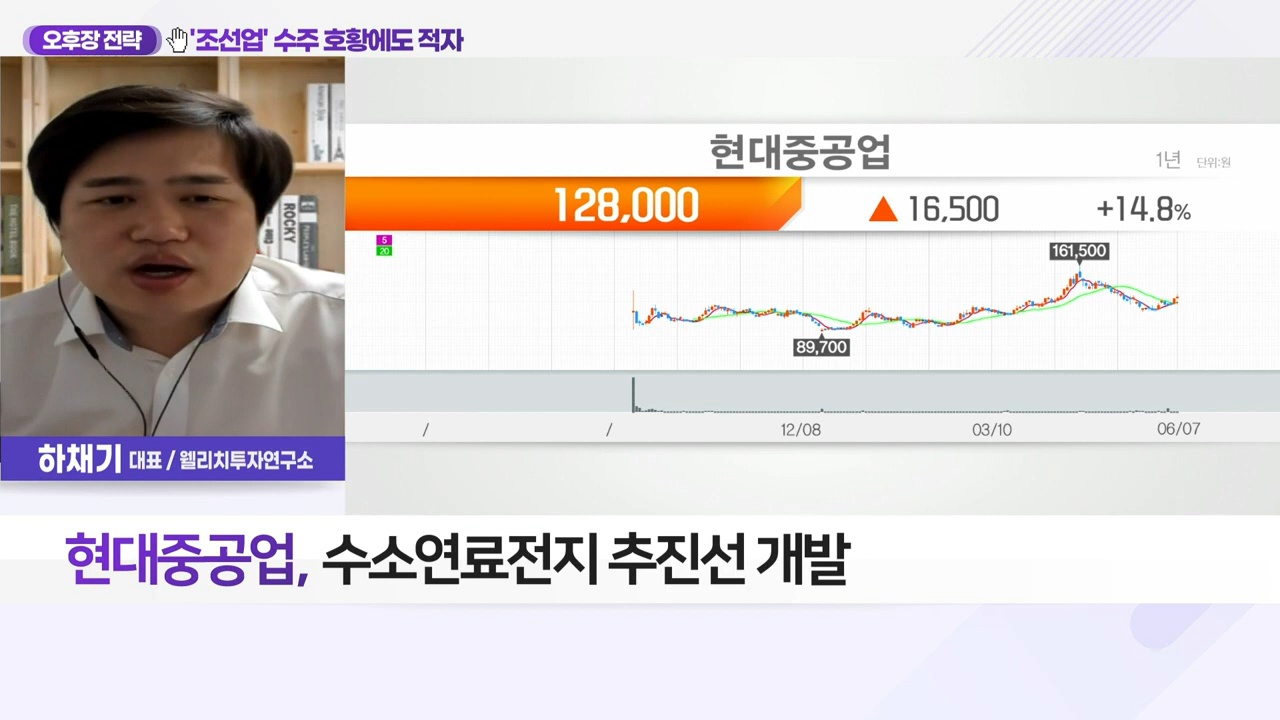 오후장 전략
'조선업' 수주 호황에도 적자
ROCKY
현대중공업
1년 단위:원
128,000 ▲ 16,500 +14.8%
5
20
161,500
89,700
/ / 12/08 03/10 06/07
하채기 대표 / 웰리치투자연구소
현대중공업, 수소연료전지 추진선 개발